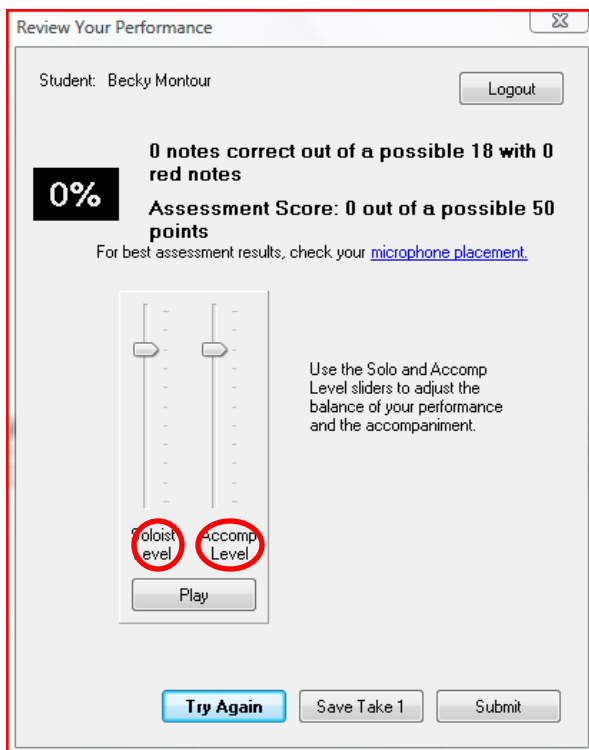 Review Your Performance
Student: Becky Montour
Logout
0%
0 notes correct out of a possible 18 with 0
red notes
Assessment Score: 0 out of a possible 50
points
For best assessment results, check your microphone placement.
Use the Solo and Accomp
Level sliders to adjust the
balance of your performance
and the accompaniment.
Soloist Accomp
Level Level
Play
Try Again Save Take 1 Submit